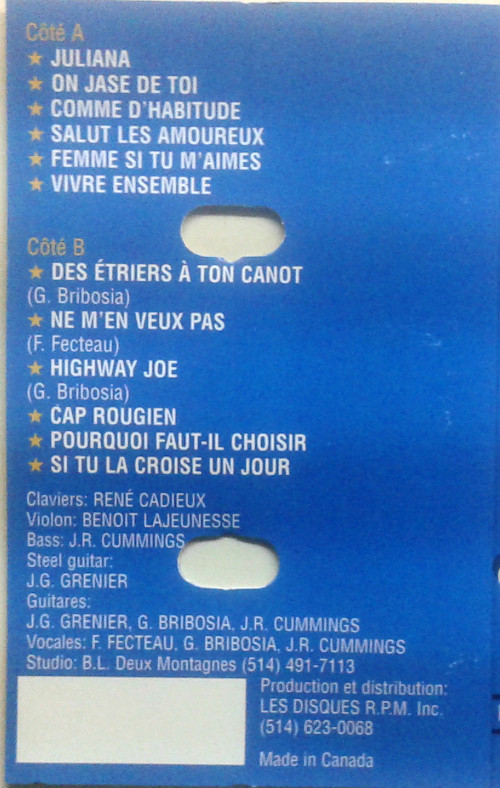 Côté A
★ JULIANA
★ ON JASE DE TOI
★ COMME D'HABITUDE
★ SALUT LES AMOUREUX
★ FEMME SI TU M'AIMES
★ VIVRE ENSEMBLE
Côté B
★ DES ÉTRIERS À TON CANOT
(G. Bribosia)
★ NE M'EN VEUX PAS
(F. Fecteau)
★ HIGHWAY JOE
(G. Bribosia)
★ CAP ROUGIEN
★ POURQUOI FAUT-IL CHOISIR
★ SI TU LA CROISE UN JOUR
Claviers: RENÉ CADIEUX
Violon: BENOIT LAJEUNESSE
Bass: J.R. CUMMINGS
Steel guitar:
J.G. GRENIER
Guitares:
J.G. GRENIER, G. BRIBOSIA, J.R. CUMMINGS
Vocales: F. FECTEAU, G. BRIBOSIA, J.R. CUMMINGS
Studio: B.L. Deux Montagnes (514) 491-7113
Production et distribution:
LES DISQUES R.P.M. Inc.
(514) 623-0068
Made in Canada